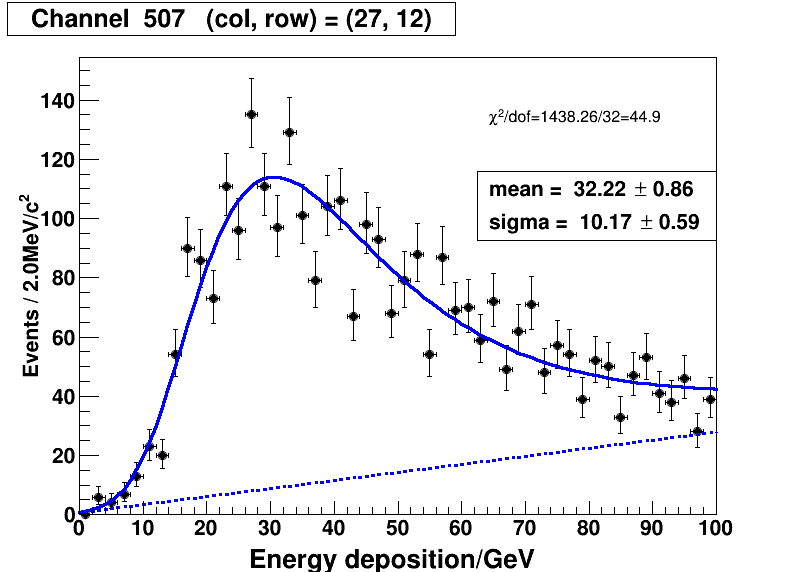 Channel 507 (col, row) = (27, 12)
χ²/dof=1438.26/32=44.9
mean = 32.22 ± 0.86
sigma = 10.17 ± 0.59
Events / 2.0MeV/c²
140
120
100
80
60
40
20
0
0 10 20 30 40 50 60 70 80 90 100
Energy deposition/GeV